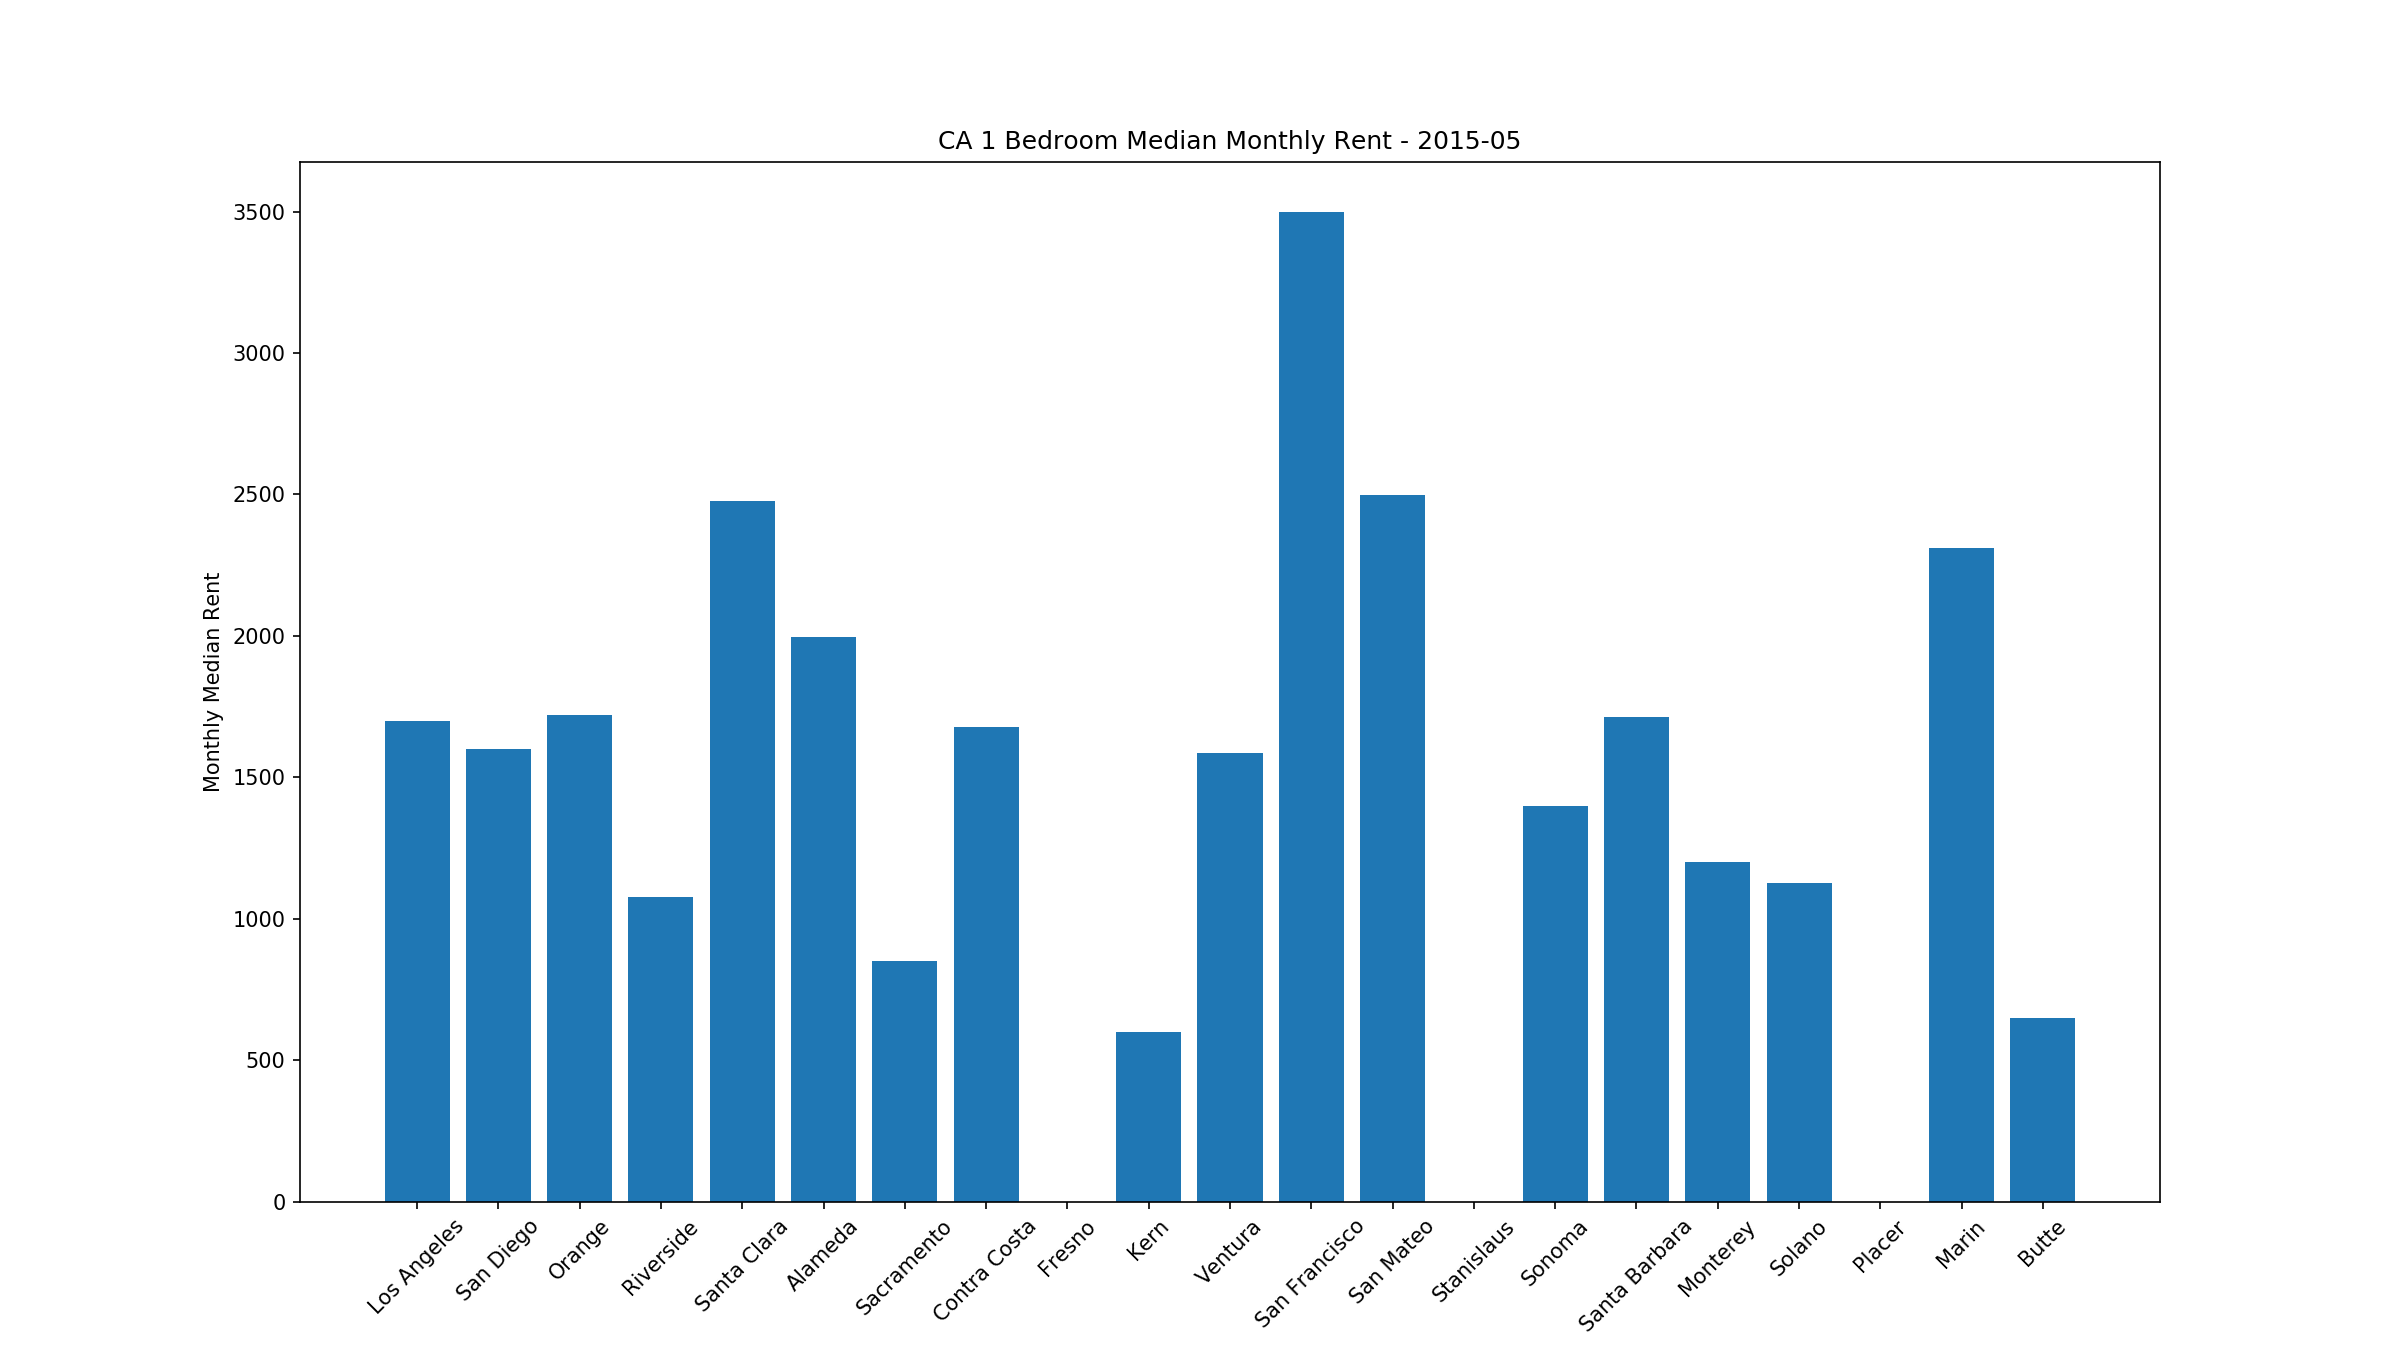 CA 1 Bedroom Median Monthly Rent - 2015-05
Monthly Median Rent
3500
3000
2500
2000
1500
1000
500
0
Los Angeles
San Diego
Orange
Riverside
Santa Clara
Alameda
Sacramento
Contra Costa
Fresno
Kern
Ventura
San Francisco
San Mateo
Stanislaus
Sonoma
Santa Barbara
Monterey
Solano
Placer
Marin
Butte